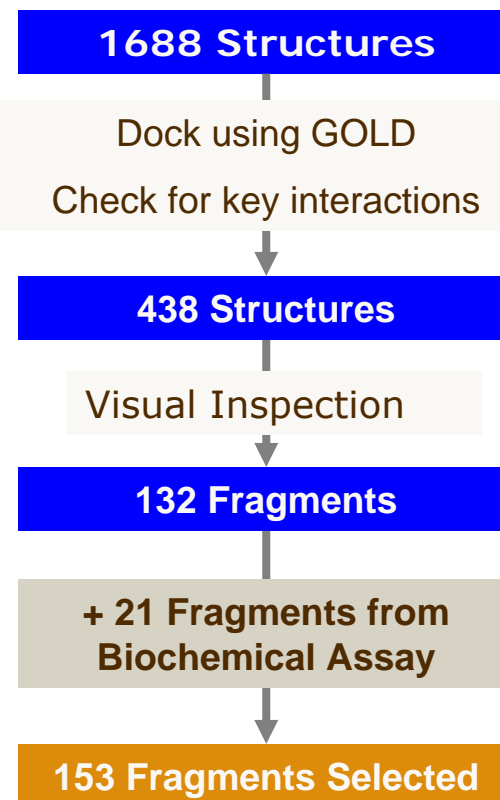 1688 Structures
Dock using GOLD
Check for key interactions
438 Structures
Visual Inspection
132 Fragments
+ 21 Fragments from
Biochemical Assay
153 Fragments Selected